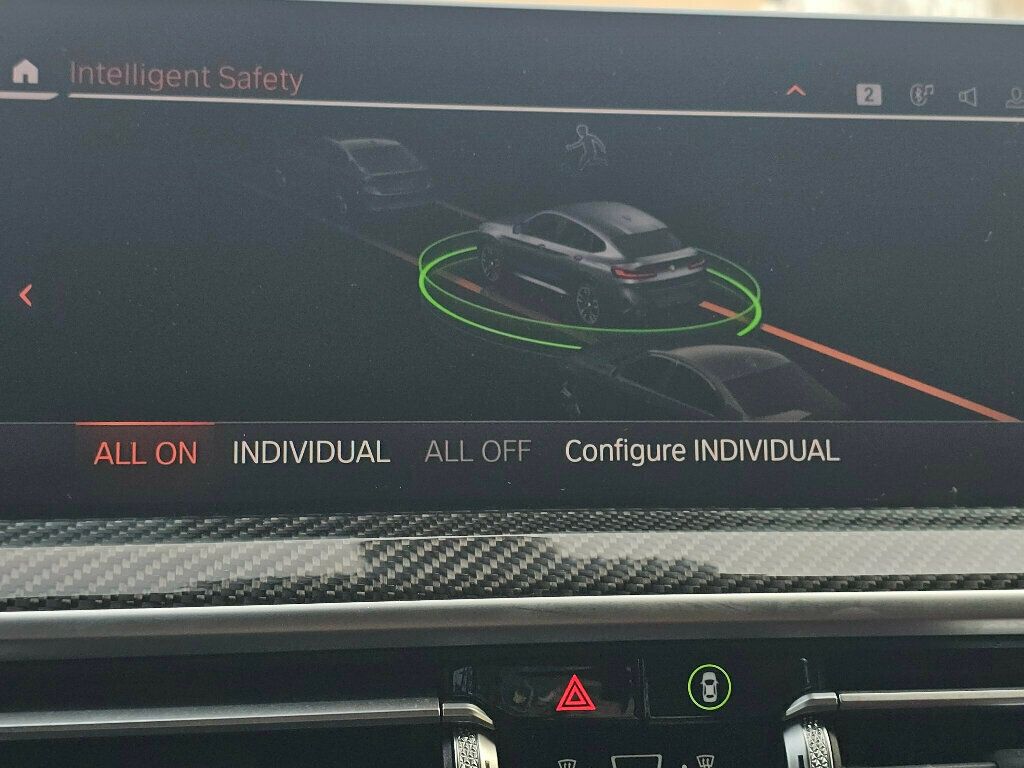 Intelligent Safety
2
ALL ON INDIVIDUAL ALL OFF Configure INDIVIDUAL